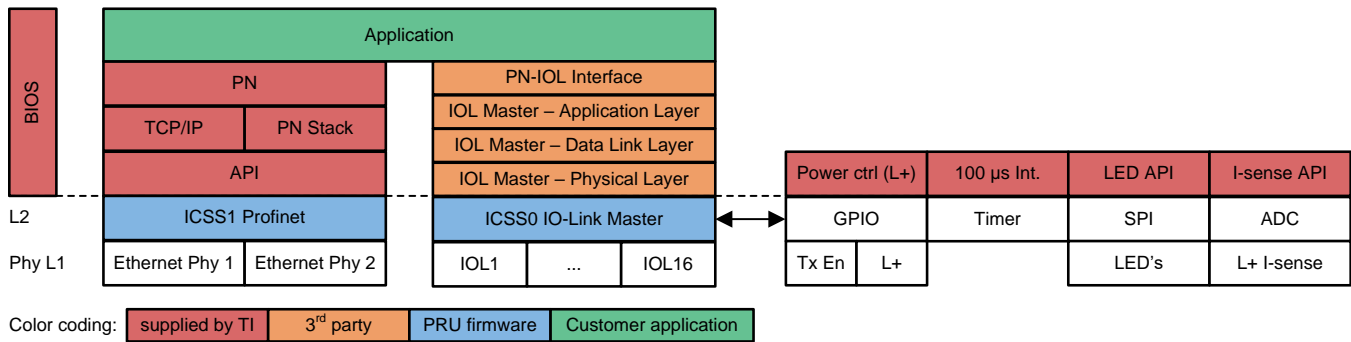 BIOS
Application
PN
PN-IOL Interface
TCP/IP PN Stack
IOL Master – Application Layer
IOL Master – Data Link Layer
API
IOL Master – Physical Layer
Power ctrl (L+) 100 µs Int. LED API I-sense API
L2 ICSS1 Profinet ICSS0 IO-Link Master GPIO Timer SPI ADC
Phy L1 Ethernet Phy 1 Ethernet Phy 2 IOL1 ... IOL16 Tx En L+ LED's L+ I-sense
Color coding: supplied by TI 3rd party PRU firmware Customer application